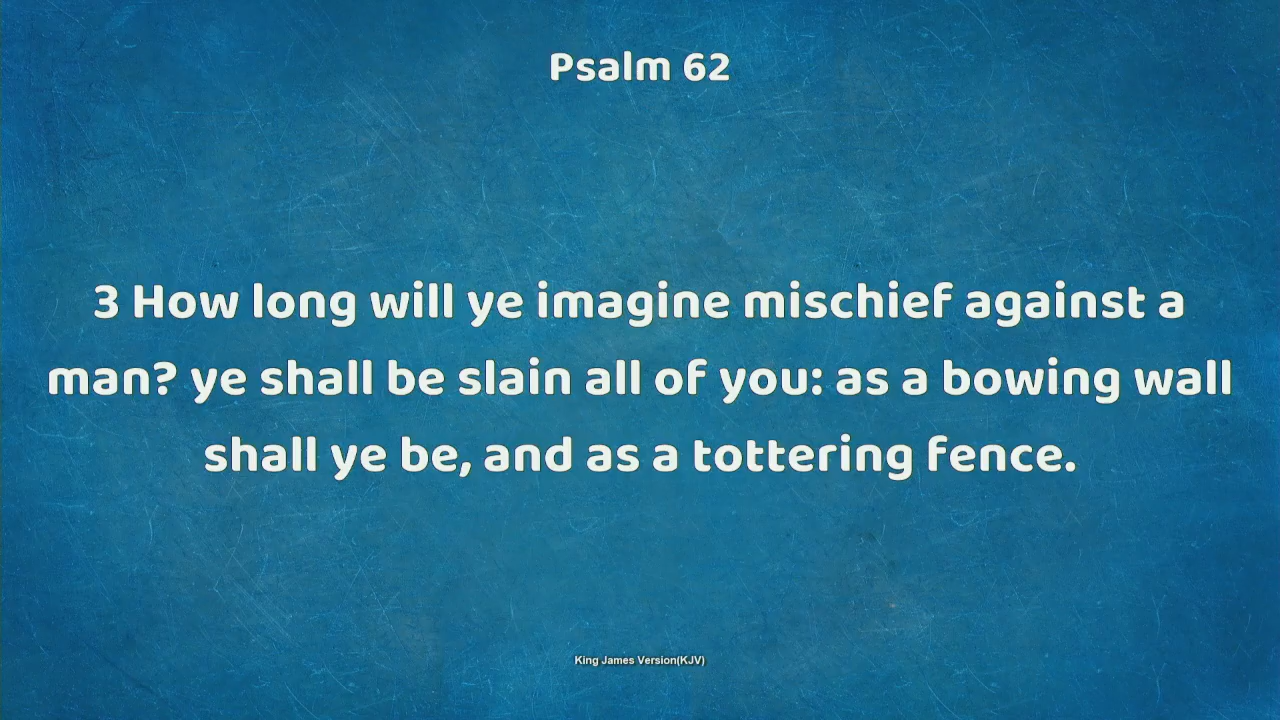 Psalm 62
3 How long will ye imagine mischief against a
man? ye shall be slain all of you: as a bowing wall
shall ye be, and as a tottering fence.
King James Version(KJV)